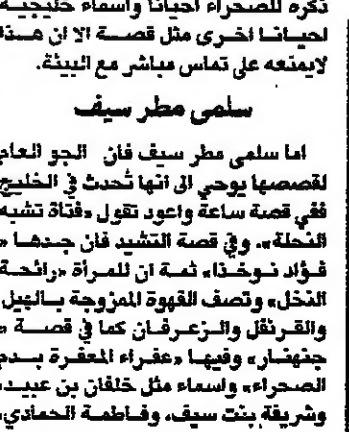 ذكره للصحراء احيانا واسماء خليجية
احيانا اخرى مثل قصة الا ان هذا
لايمنعه على تماس مباشر مع البيئة.
سلمى مطر سيف
اما سلمى مطر سيف فان الجو العام
لقصصها يوحي الى انها تُحدث في الخليج
ففي قصة ساعة واعود تقول «فتاة تشبه
النحلة». وفي قصة النشيد فان جدها «
فؤاد نوخذا» ثمة ان للمرأة «رائحة
النخل» وتصف القهوة المزوجة بالهيل
والقرنفل والزعرفان كما في قصة «
جنهنار» وفيها «عفراء المعفرة بدم
الصحراء» واسماء مثل خلفان بن عبيد،
وشريفة بنت سيف، وفاطمة الحمادي،